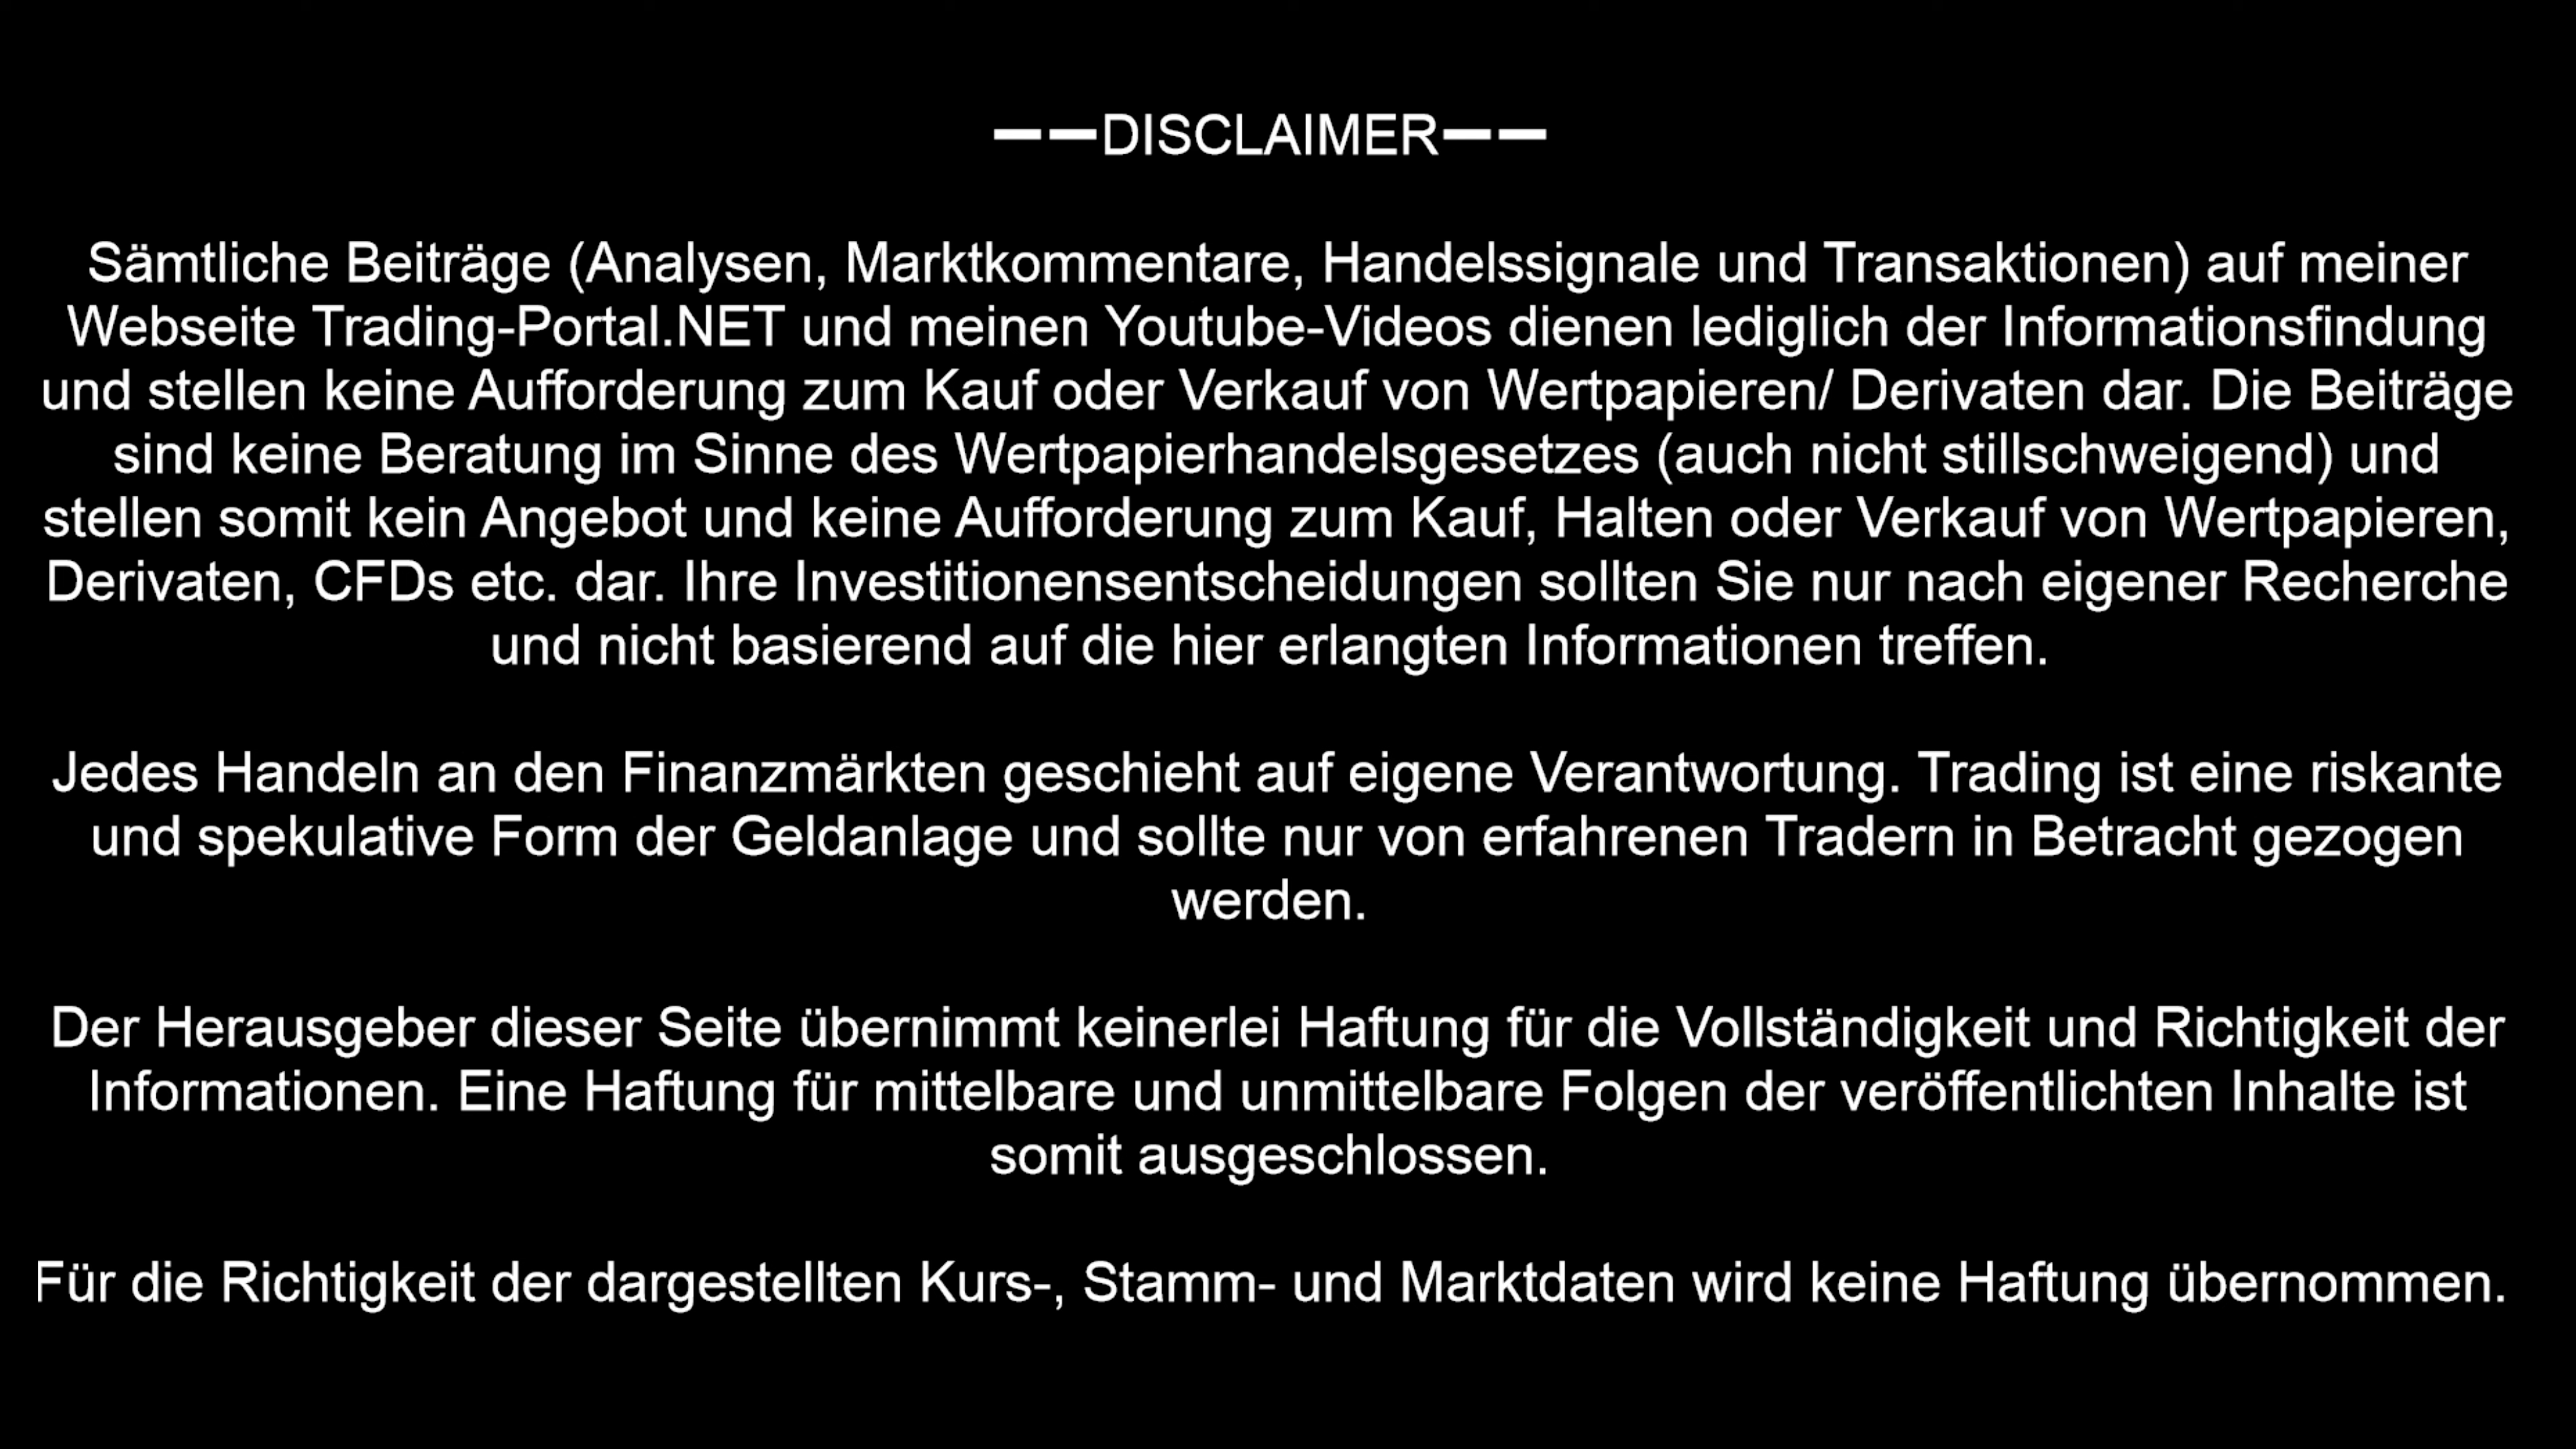 ——DISCLAIMER——
Sämtliche Beiträge (Analysen, Marktkommentare, Handelssignale und Transaktionen) auf meiner
Webseite Trading-Portal.NET und meinen Youtube-Videos dienen lediglich der Informationsfindung
und stellen keine Aufforderung zum Kauf oder Verkauf von Wertpapieren/ Derivaten dar. Die Beiträge
sind keine Beratung im Sinne des Wertpapierhandelsgesetzes (auch nicht stillschweigend) und
stellen somit kein Angebot und keine Aufforderung zum Kauf, Halten oder Verkauf von Wertpapieren,
Derivaten, CFDs etc. dar. Ihre Investitionensentscheidungen sollten Sie nur nach eigener Recherche
und nicht basierend auf die hier erlangten Informationen treffen.
Jedes Handeln an den Finanzmärkten geschieht auf eigene Verantwortung. Trading ist eine riskante
und spekulative Form der Geldanlage und sollte nur von erfahrenen Tradern in Betracht gezogen
werden.
Der Herausgeber dieser Seite übernimmt keinerlei Haftung für die Vollständigkeit und Richtigkeit der
Informationen. Eine Haftung für mittelbare und unmittelbare Folgen der veröffentlichten Inhalte ist
somit ausgeschlossen.
Für die Richtigkeit der dargestellten Kurs-, Stamm- und Marktdaten wird keine Haftung übernommen.